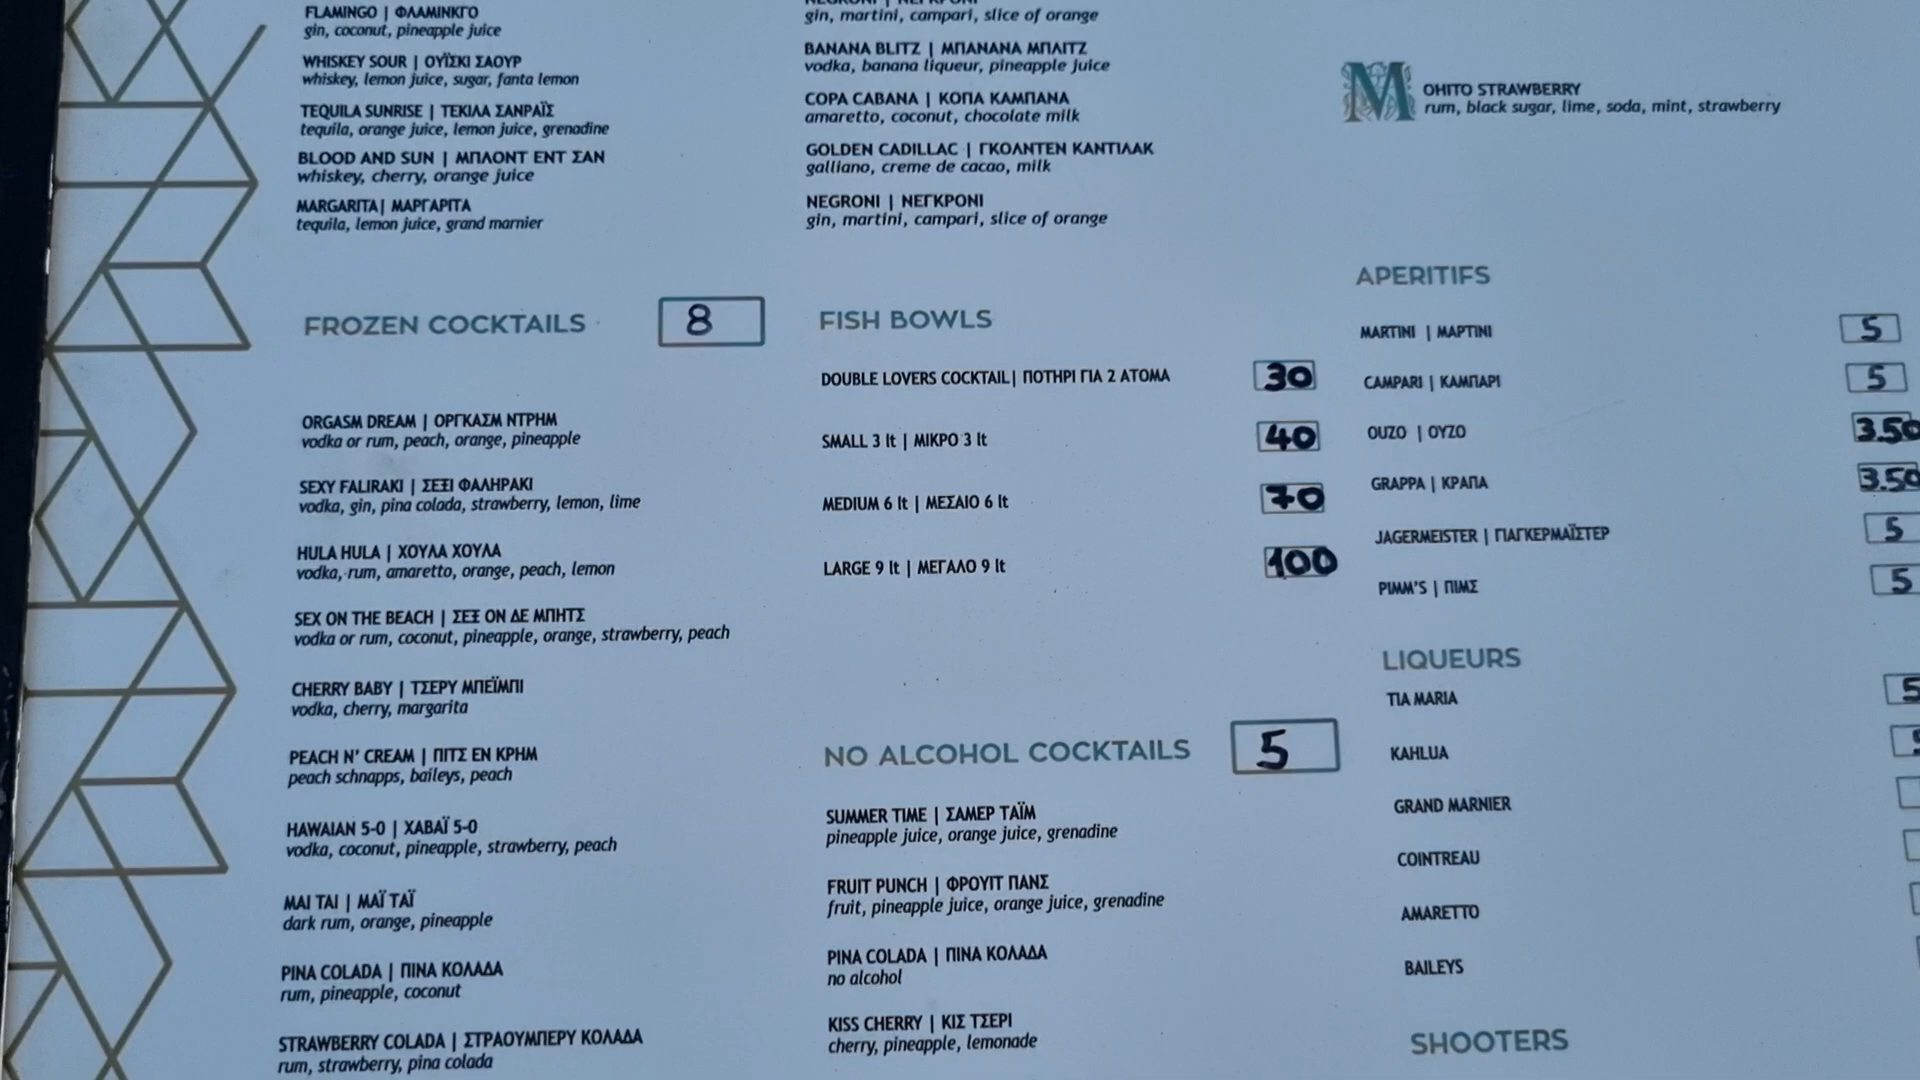 FLAMINGO | ΦΛΑΜΙΝΚΓΟ
gin, coconut, pineapple juice
WHISKEY SOUR | ΟΥΪΣΚΙ ΣΑΟΥΡ
whiskey, lemon juice, sugar, fanta lemon
TEQUILA SUNRISE | ΤΕΚΙΛΑ ΣΑΝΡΑΪΣ
tequila, orange juice, lemon juice, grenadine
BLOOD AND SUN | ΜΠΛΟΝΤ ΕΝΤ ΣΑΝ
whiskey, cherry, orange juice
MARGARITA| ΜΑΡΓΑΡΙΤΑ
tequila, lemon juice, grand marnier
FROZEN COCKTAILS 8
ORGASM DREAM | ΟΡΓΚΑΣΜ ΝΤΡΗΜ
vodka or rum, peach, orange, pineapple
SEXY FALIRAKI | ΣΕΞΙ ΦΑΛΗΡΑΚΙ
vodka, gin, pina colada, strawberry, lemon, lime
HULA HULA | ΧΟΥΛΑ ΧΟΥΛΑ
vodka, rum, amaretto, orange, peach, lemon
SEX ON THE BEACH | ΣΕΞ ΟΝ ΔΕ ΜΠΗΤΣ
vodka or rum, coconut, pineapple, orange, strawberry, peach
CHERRY BABY | ΤΣΕΡΥ ΜΠΕΪΜΠΙ
vodka, cherry, margarita
PEACH N' CREAM | ΠΙΤΣ ΕΝ ΚΡΗΜ
peach schnapps, baileys, peach
HAWAIAN 5-0 | ΧΑΒΑΪ 5-0
vodka, coconut, pineapple, strawberry, peach
MAI TAI | ΜΑΪ ΤΑΪ
dark rum, orange, pineapple
PINA COLADA | ΠΙΝΑ ΚΟΛΑΔΑ
rum, pineapple, coconut
STRAWBERRY COLADA | ΣΤΡΑΟΥΜΠΕΡΥ ΚΟΛΑΔΑ
rum, strawberry, pina colada
NEGRONI | ΝΕΓΚΡΟΝΙ
gin, martini, campari, slice of orange
BANANA BLITZ | ΜΠΑΝΑΝΑ ΜΠΛΙΤΖ
vodka, banana liqueur, pineapple juice
COPA CABANA | ΚΟΠΑ ΚΑΜΠΑΝΑ
amaretto, coconut, chocolate milk
GOLDEN CADILLAC | ΓΚΟΛΝΤΕΝ ΚΑΝΤΙΛΑΚ
galliano, creme de cacao, milk
NEGRONI | ΝΕΓΚΡΟΝΙ
gin, martini, campari, slice of orange
FISH BOWLS
DOUBLE LOVERS COCKTAIL| ΠΟΤΗΡΙ ΓΙΑ 2 ΑΤΟΜΑ 30
SMALL 3 lt | ΜΙΚΡΟ 3 lt 40
MEDIUM 6 lt | ΜΕΣΑΙΟ 6 lt 70
LARGE 9 lt | ΜΕΓΑΛΟ 9 lt 100
NO ALCOHOL COCKTAILS 5
SUMMER TIME | ΣΑΜΕΡ ΤΑΪΜ
pineapple juice, orange juice, grenadine
FRUIT PUNCH | ΦΡΟΥΙΤ ΠΑΝΣ
fruit, pineapple juice, orange juice, grenadine
PINA COLADA | ΠΙΝΑ ΚΟΛΑΔΑ
no alcohol
KISS CHERRY | ΚΙΣ ΤΣΕΡΙ
cherry, pineapple, lemonade
MOHITO STRAWBERRY
rum, black sugar, lime, soda, mint, strawberry
APERITIFS
MARTINI | ΜΑΡΤΙΝΙ 5
CAMPARI | ΚΑΜΠΑΡΙ 5
OUZO | ΟΥΖΟ 3.50
GRAPPA | ΚΡΑΠΑ 3.50
JAGERMEISTER | ΓΙΑΓΚΕΡΜΑΪΣΤΕΡ 5
PIMM'S | ΠΙΜΣ 5
LIQUEURS
TIA MARIA 5
KAHLUA
GRAND MARNIER
COINTREAU
AMARETTO
BAILEYS
SHOOTERS